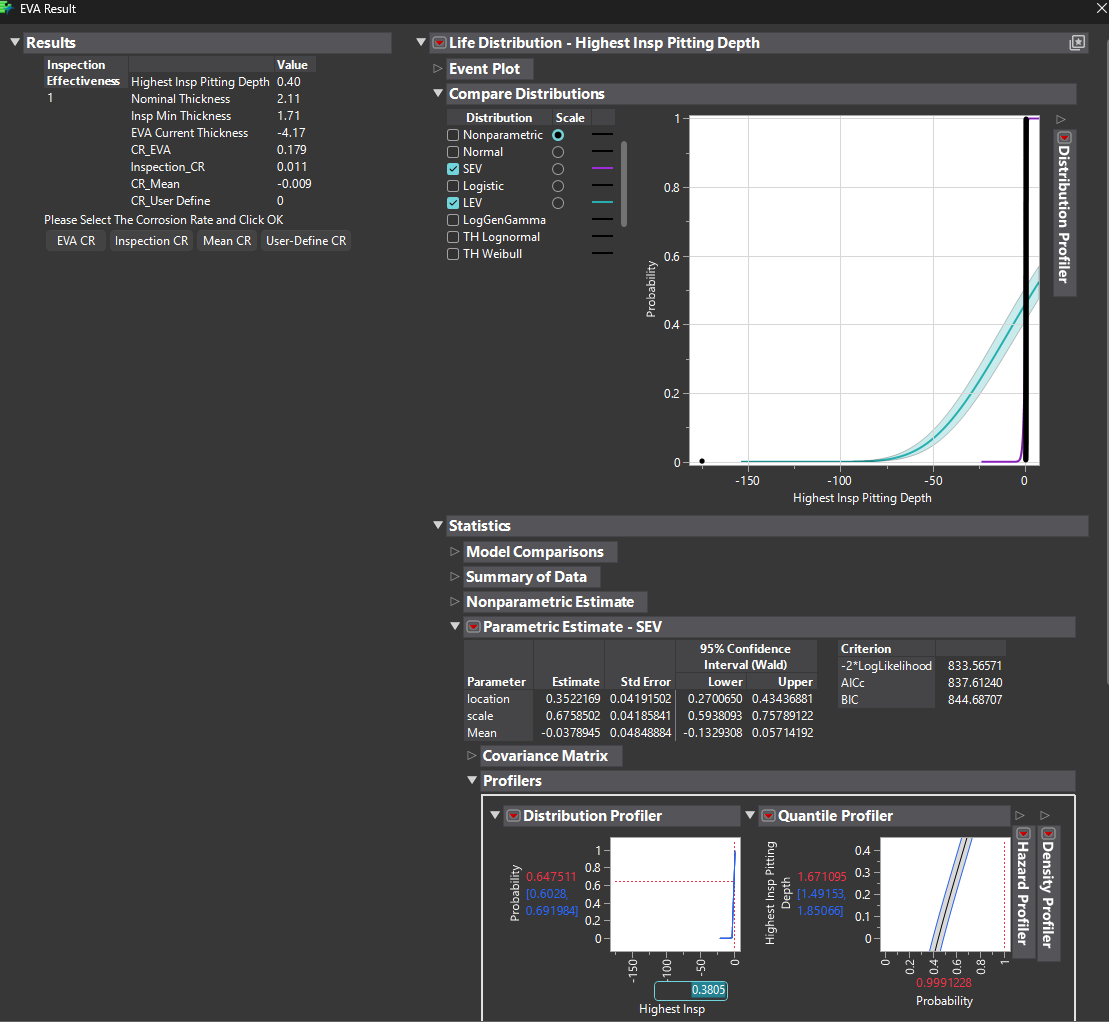 EVA Result
Results
Inspection Effectiveness Value
1 Highest Insp Pitting Depth 0.40
Nominal Thickness 2.11
Insp Min Thickness 1.71
EVA Current Thickness -4.17
CR_EVA 0.179
Inspection_CR 0.011
CR_Mean -0.009
CR_User Define 0
Please Select The Corrosion Rate and Click OK
EVA CR Inspection CR Mean CR User-Define CR
Life Distribution - Highest Insp Pitting Depth
Event Plot
Compare Distributions
Distribution Scale
Nonparametric
Normal
SEV
Logistic
LEV
LogGenGamma
TH Lognormal
TH Weibull
Probability
1
0.8
0.6
0.4
0.2
0
-150 -100 -50 0
Highest Insp Pitting Depth
Distribution Profiler
Statistics
Model Comparisons
Summary of Data
Nonparametric Estimate
Parametric Estimate - SEV
95% Confidence
Interval (Wald)
Parameter Estimate Std Error Lower Upper
location 0.3522169 0.04191502 0.2700650 0.43436881
scale 0.6758502 0.04185841 0.5938093 0.75789122
Mean -0.0378945 0.04848884 -0.1329308 0.05714192
Criterion
-2*LogLikelihood 833.56571
AICc 837.61240
BIC 844.68707
Covariance Matrix
Profilers
Distribution Profiler
Probability
0.647511
[0.6028,
0.691984]
1
0.8
0.6
0.4
0.2
0
-150 -100 -50 0
0.3805
Highest Insp
Quantile Profiler
Highest Insp Pitting
Depth
1.671095
[1.49153,
1.85066]
0.4
0.3
0.2
0.1
0
0 0.2 0.4 0.6 0.8 1
0.9991228
Probability
Hazard Profiler
Density Profiler